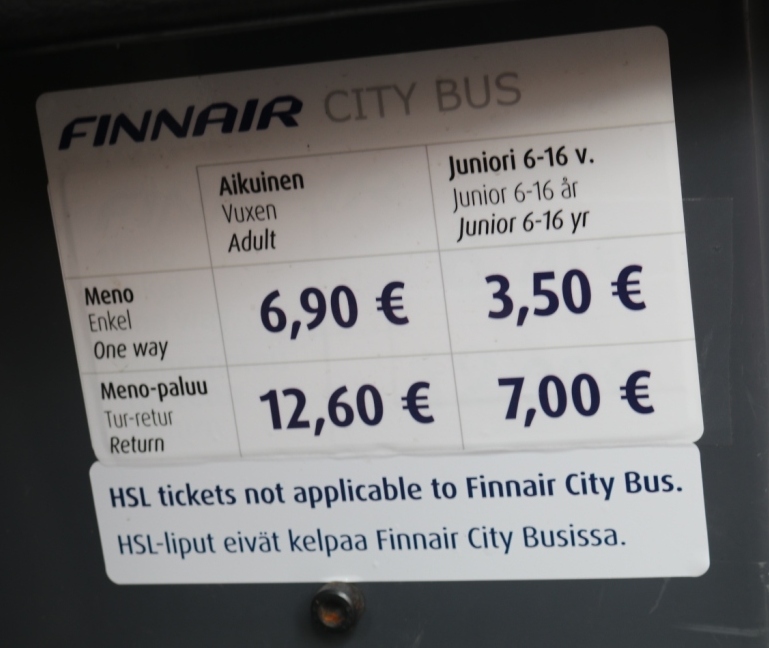 FINNAIR CITY BUS
Aikuinen
Vuxen
Adult
Juniori 6-16 v.
Junior 6-16 år
Junior 6-16 yr
Meno
Enkel
One way
6,90 €
3,50 €
Meno-paluu
Tur-retur
Return
12,60 €
7,00 €
HSL tickets not applicable to Finnair City Bus.
HSL-liput eivät kelpaa Finnair City Busissa.